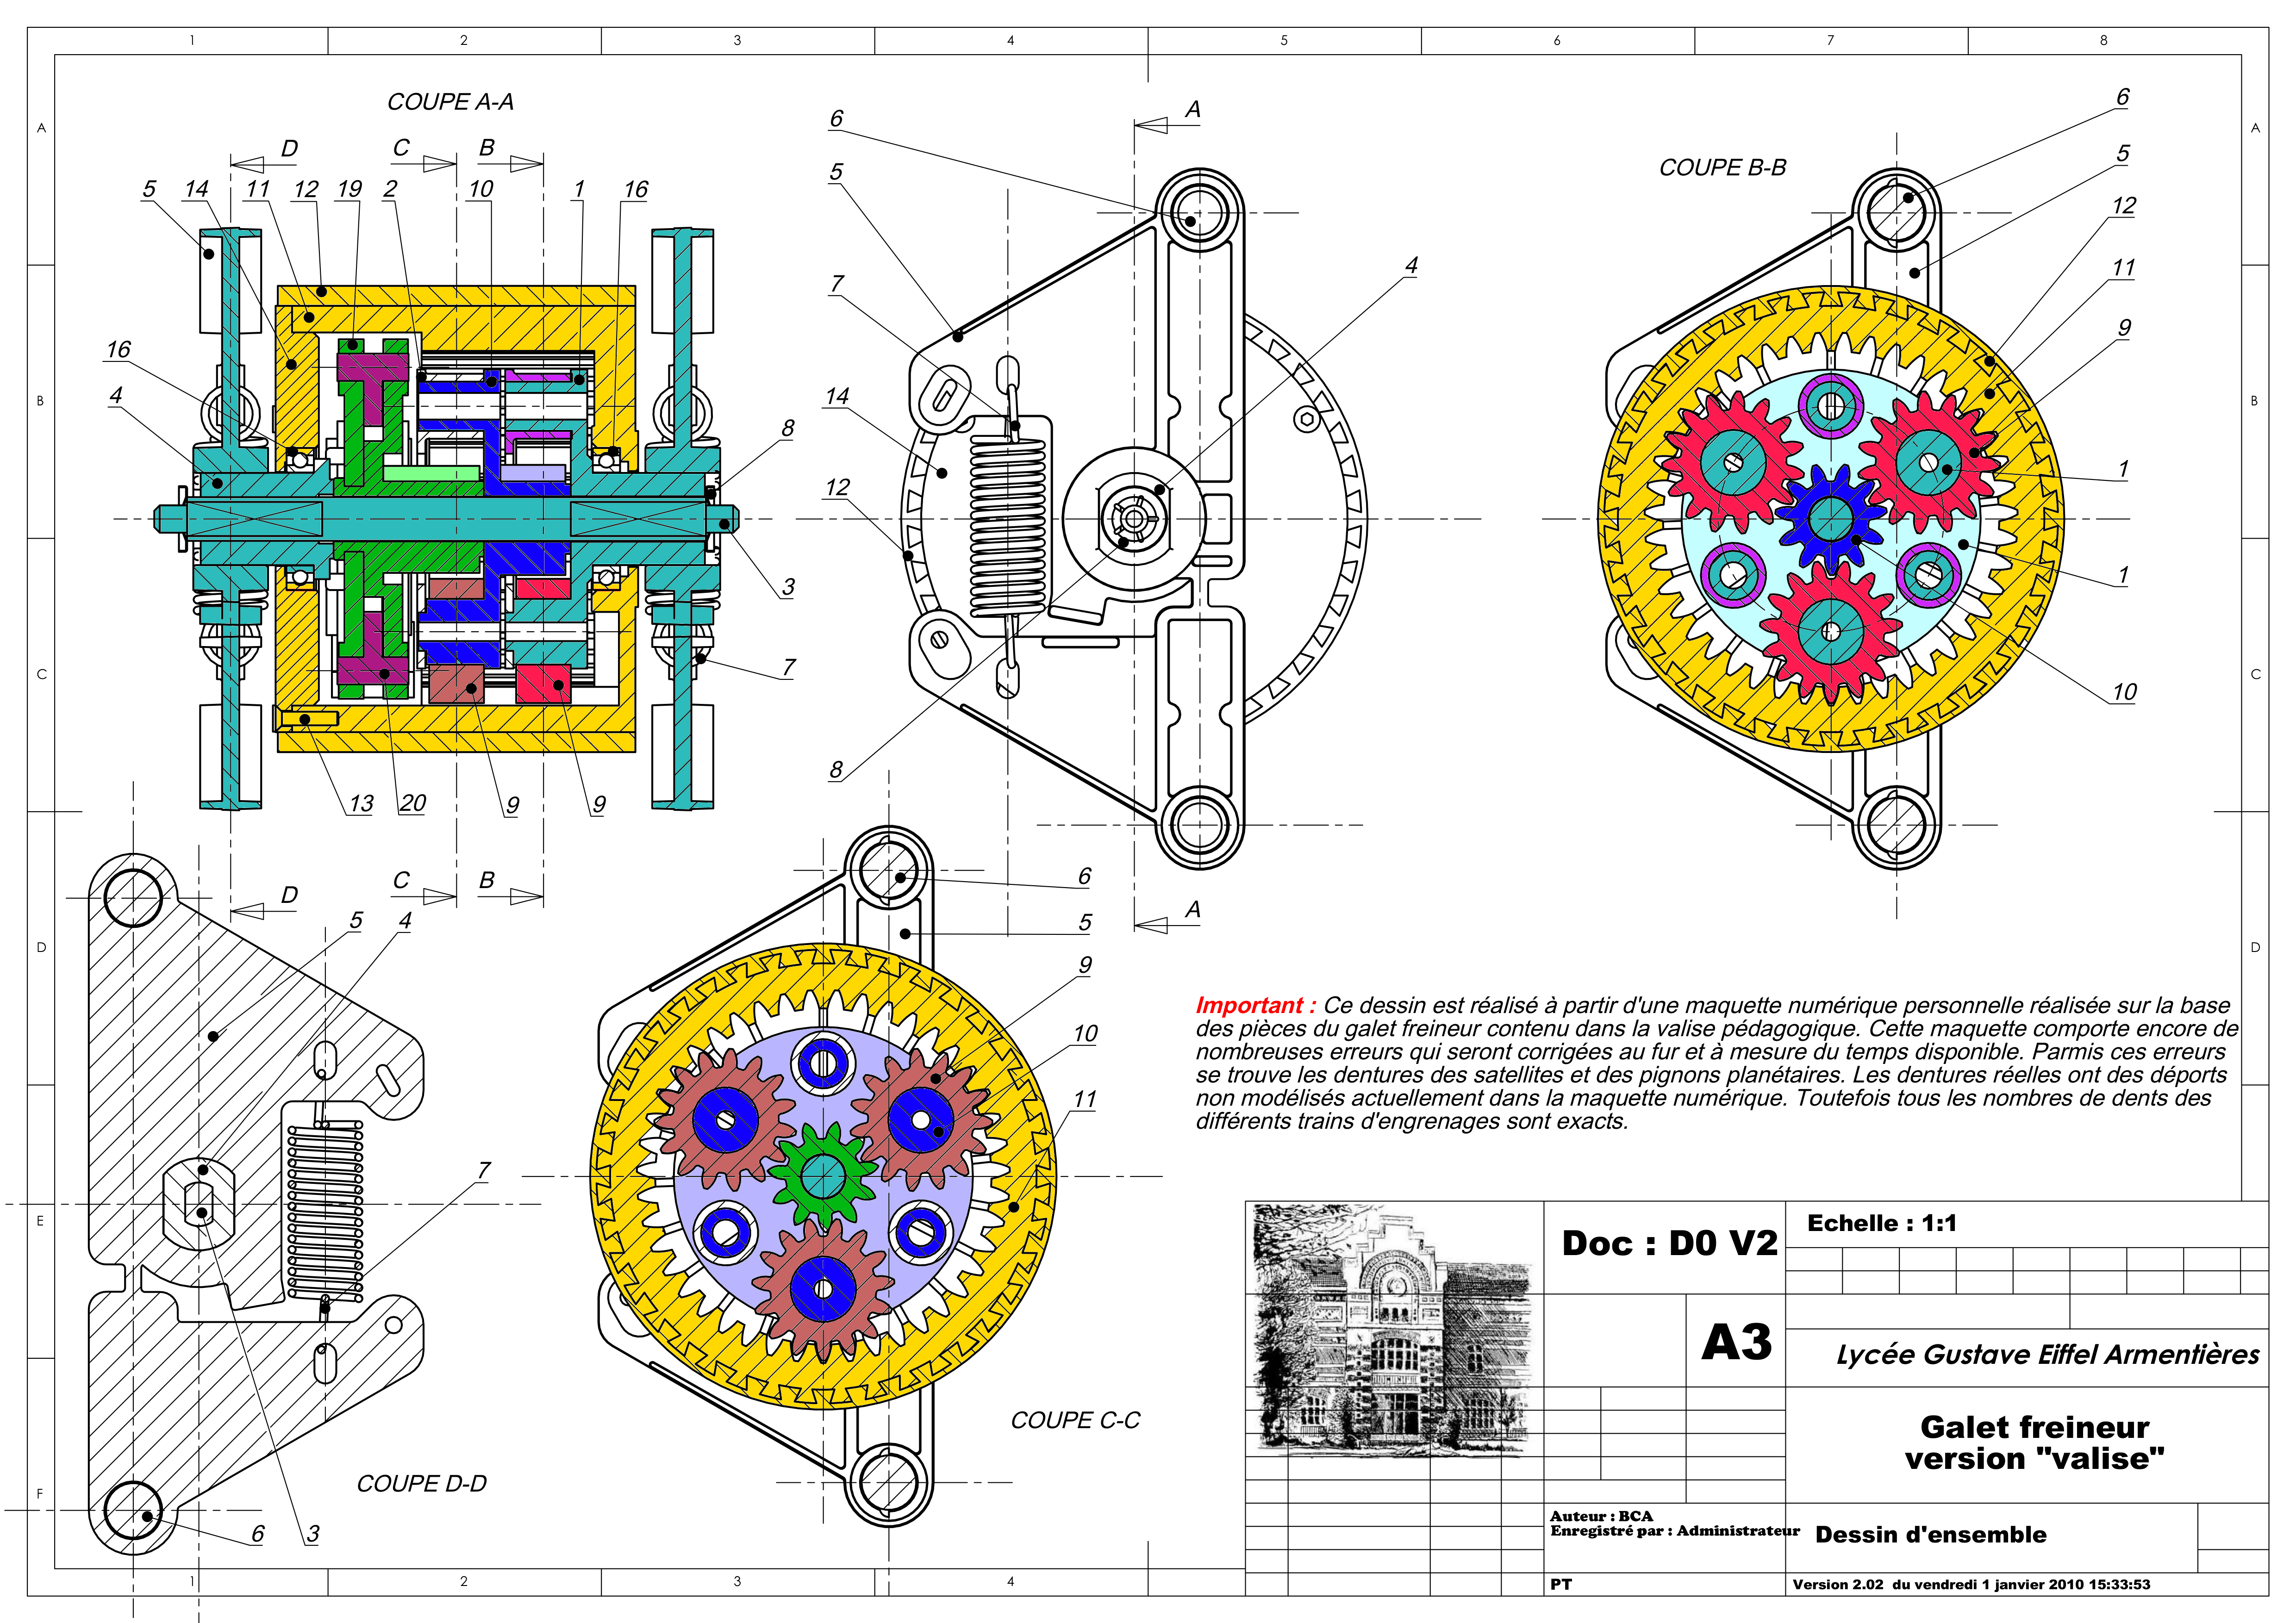 1 2 3 4 5 6 7 8
A A
COUPE A-A
D C B
5 14 11 12 19 2 10 1 16
16
4
8
3
7
13 20 9 9
D C B
B B
6
5
7
14
12
8
4
A
A
COUPE B-B
6
5
12
11
9
1
1
10
C C
5 4
7
6 3
COUPE D-D
D D
6
5
9
10
11
COUPE C-C
Important : Ce dessin est réalisé à partir d'une maquette numérique personnelle réalisée sur la base
des pièces du galet freineur contenu dans la valise pédagogique. Cette maquette comporte encore de
nombreuses erreurs qui seront corrigées au fur et à mesure du temps disponible. Parmis ces erreurs
se trouve les dentures des satellites et des pignons planétaires. Les dentures réelles ont des déports
non modélisés actuellement dans la maquette numérique. Toutefois tous les nombres de dents des
différents trains d'engrenages sont exacts.
E
F
Doc : D0 V2
Echelle : 1:1
A3
Lycée Gustave Eiffel Armentières
Galet freineur
version "valise"
Auteur : BCA
Enregistré par : Administrateur
Dessin d'ensemble
PT
Version 2.02 du vendredi 1 janvier 2010 15:33:53
1 2 3 4